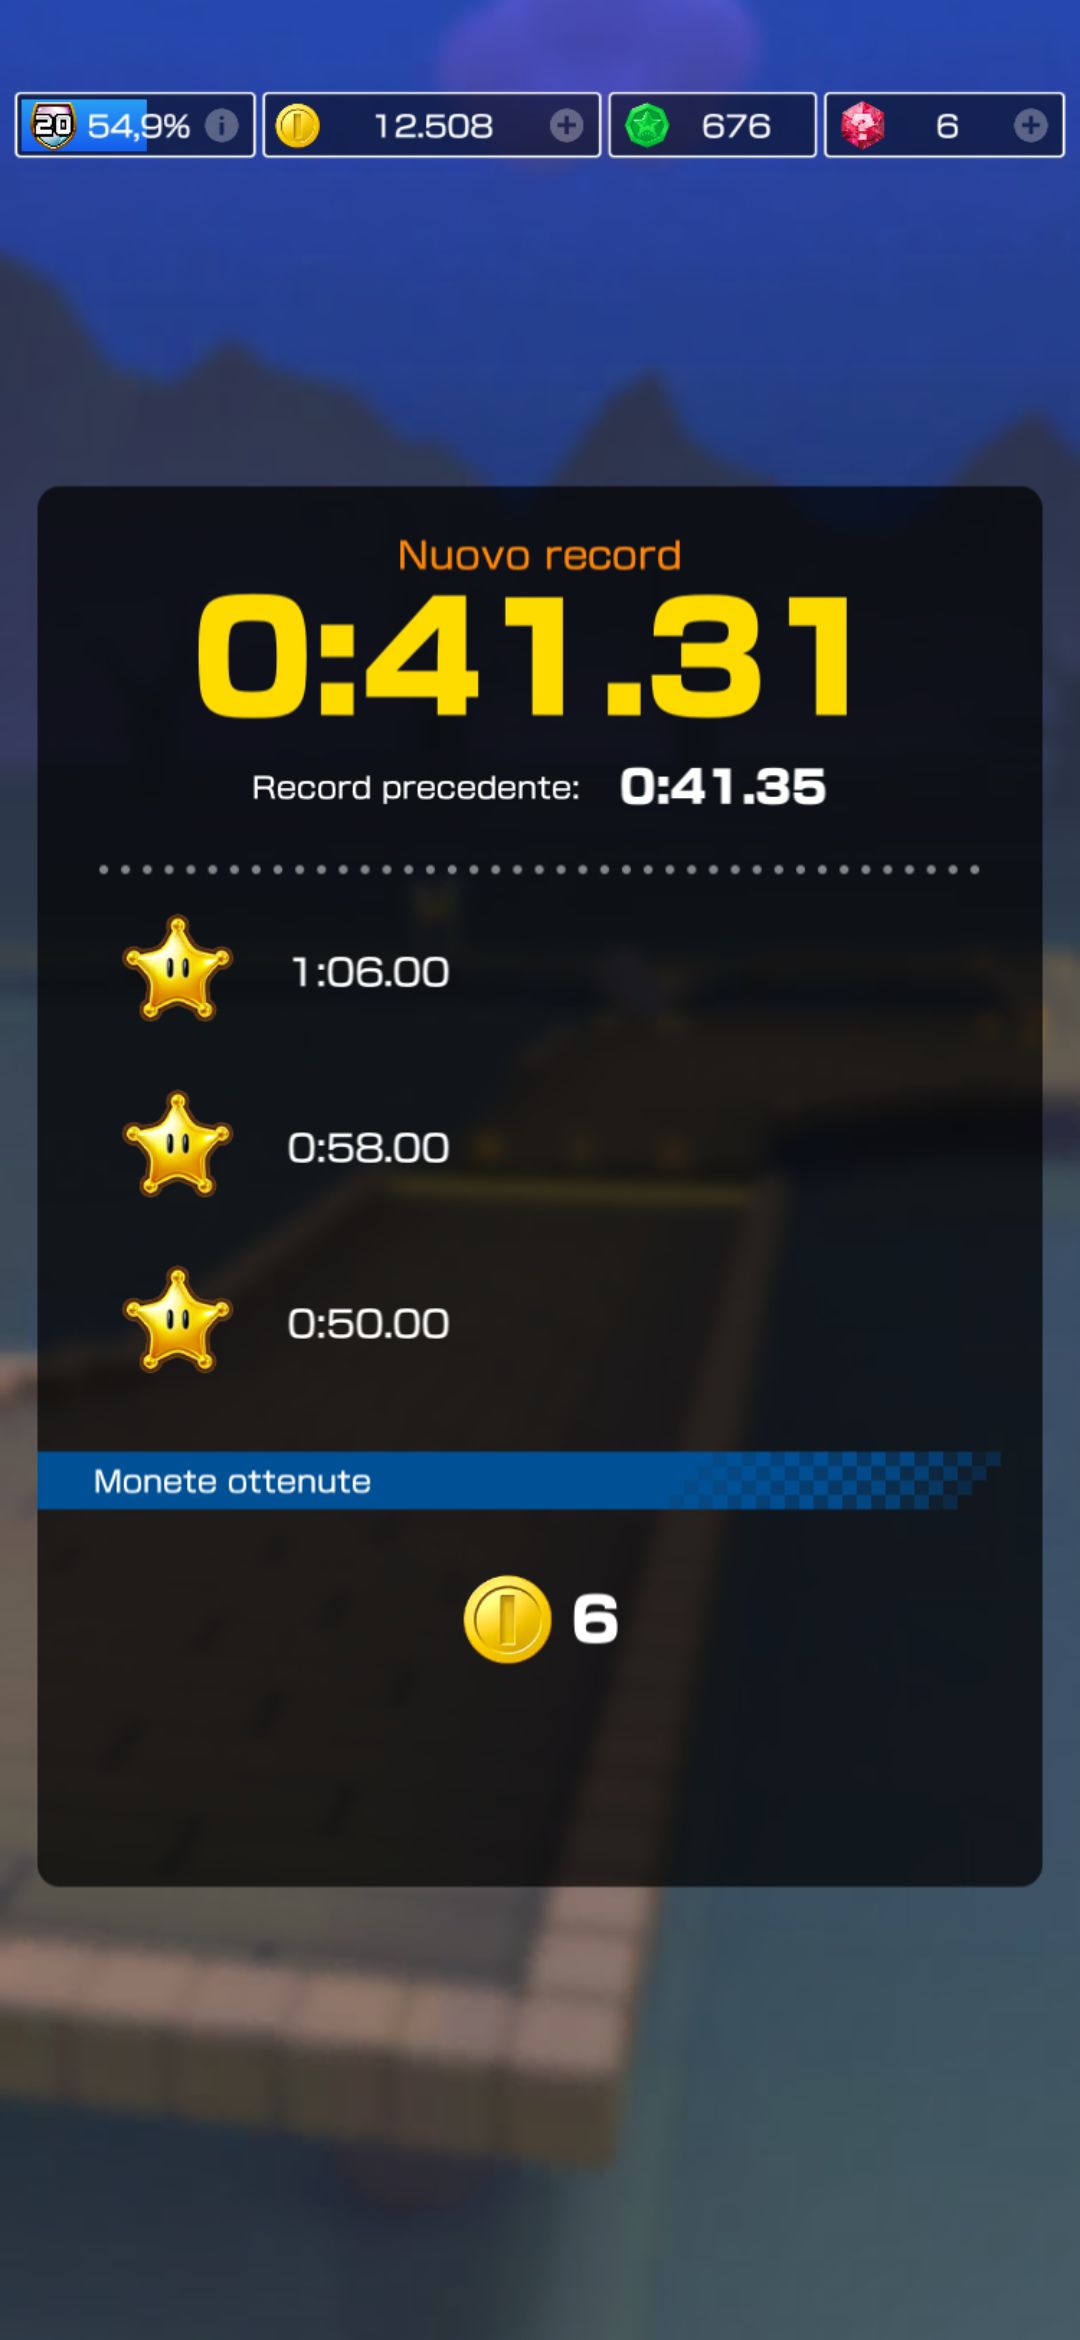 20 54,9% i 12.508 + 676 ? 6 +
Nuovo record
0:41.31
Record precedente: 0:41.35
1:06.00
0:58.00
0:50.00
Monete ottenute
6